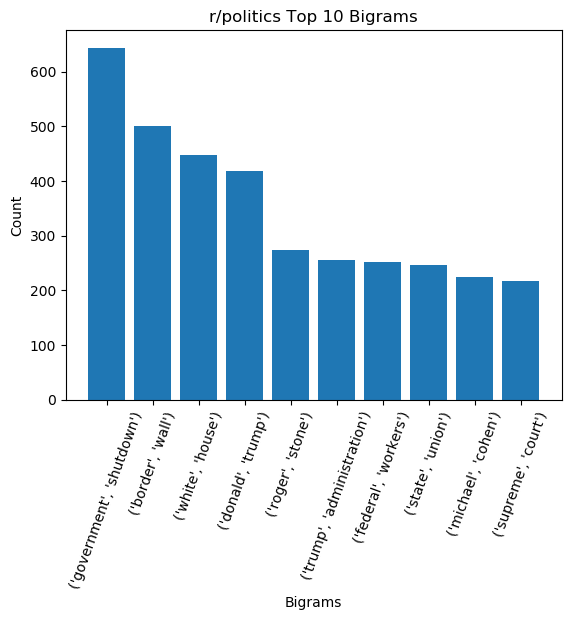 r/politics Top 10 Bigrams
Count
600
500
400
300
200
100
0
('government', 'shutdown')
('border', 'wall')
('white', 'house')
('donald', 'trump')
('roger', 'stone')
('trump', 'administration')
('federal', 'workers')
('state', 'union')
('michael', 'cohen')
('supreme', 'court')
Bigrams